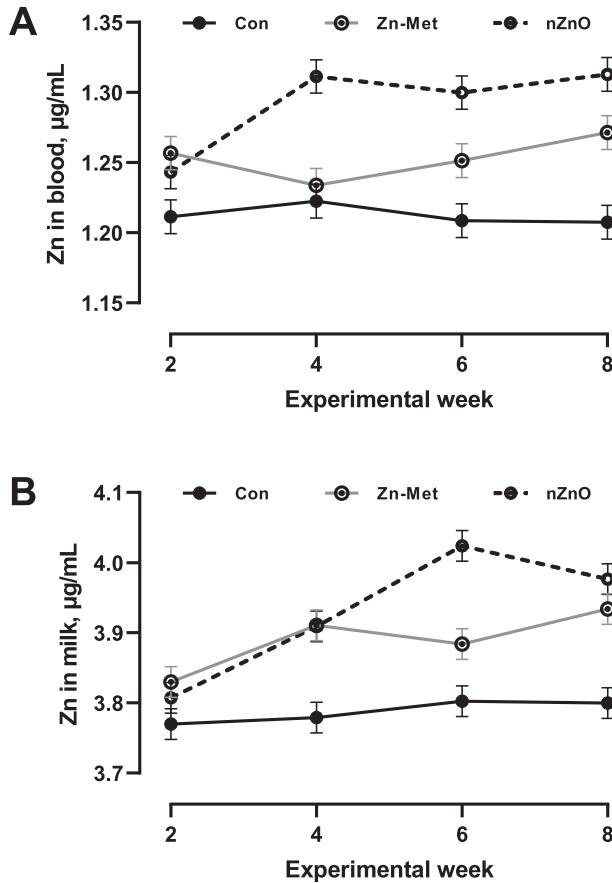 A
Con Zn-Met nZnO
Zn in blood, µg/mL
1.35
1.30
1.25
1.20
1.15
2 4 6 8
Experimental week
B
Con Zn-Met nZnO
Zn in milk, µg/mL
4.1
4.0
3.9
3.8
3.7
2 4 6 8
Experimental week